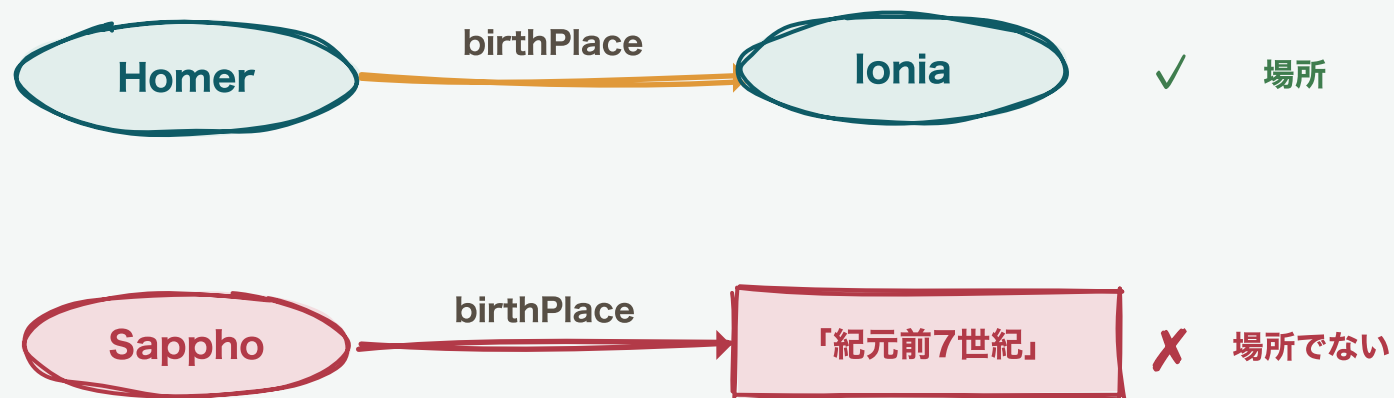 birthPlace
Homer
Ionia
✓ 場所
birthPlace
Sappho
「紀元前7世紀」
✗ 場所でない